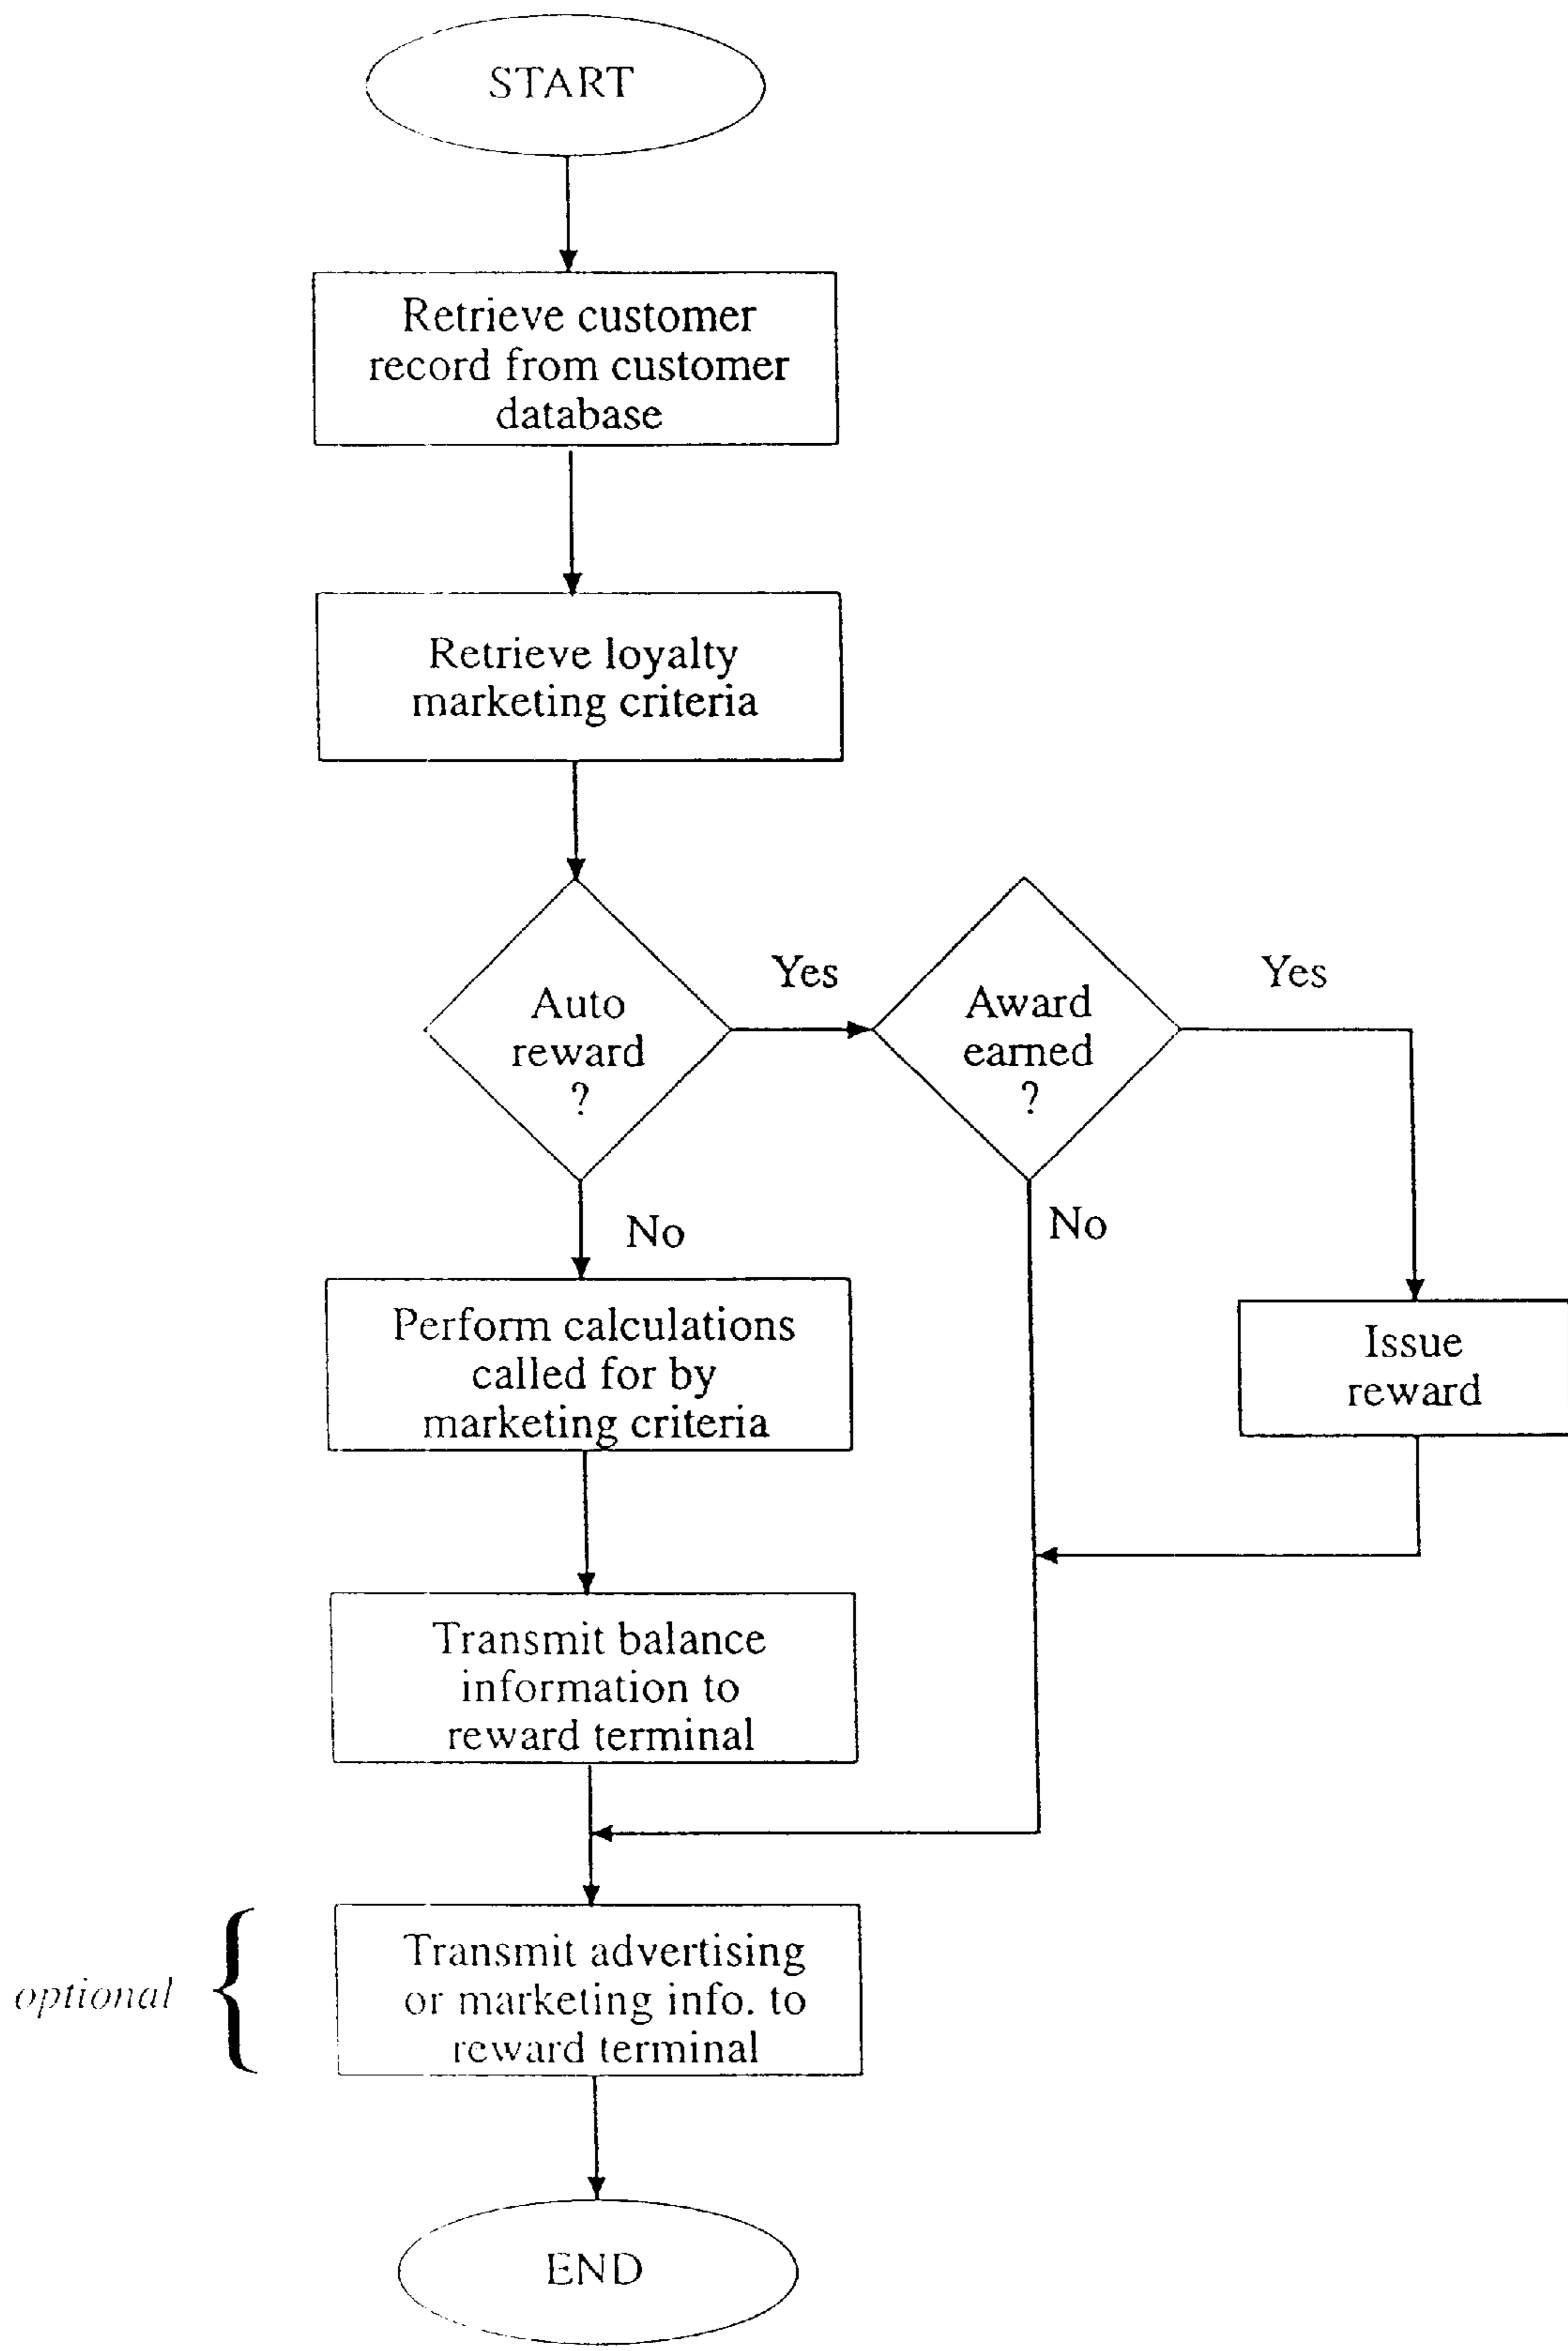 START
Retrieve customer
record from customer
database
Retrieve loyalty
marketing criteria
Auto
reward
?
Yes
Award
earned
?
Yes
No
No
Perform calculations
called for by
marketing criteria
Issue
reward
Transmit balance
information to
reward terminal
optional
Transmit advertising
or marketing info. to
reward terminal
END